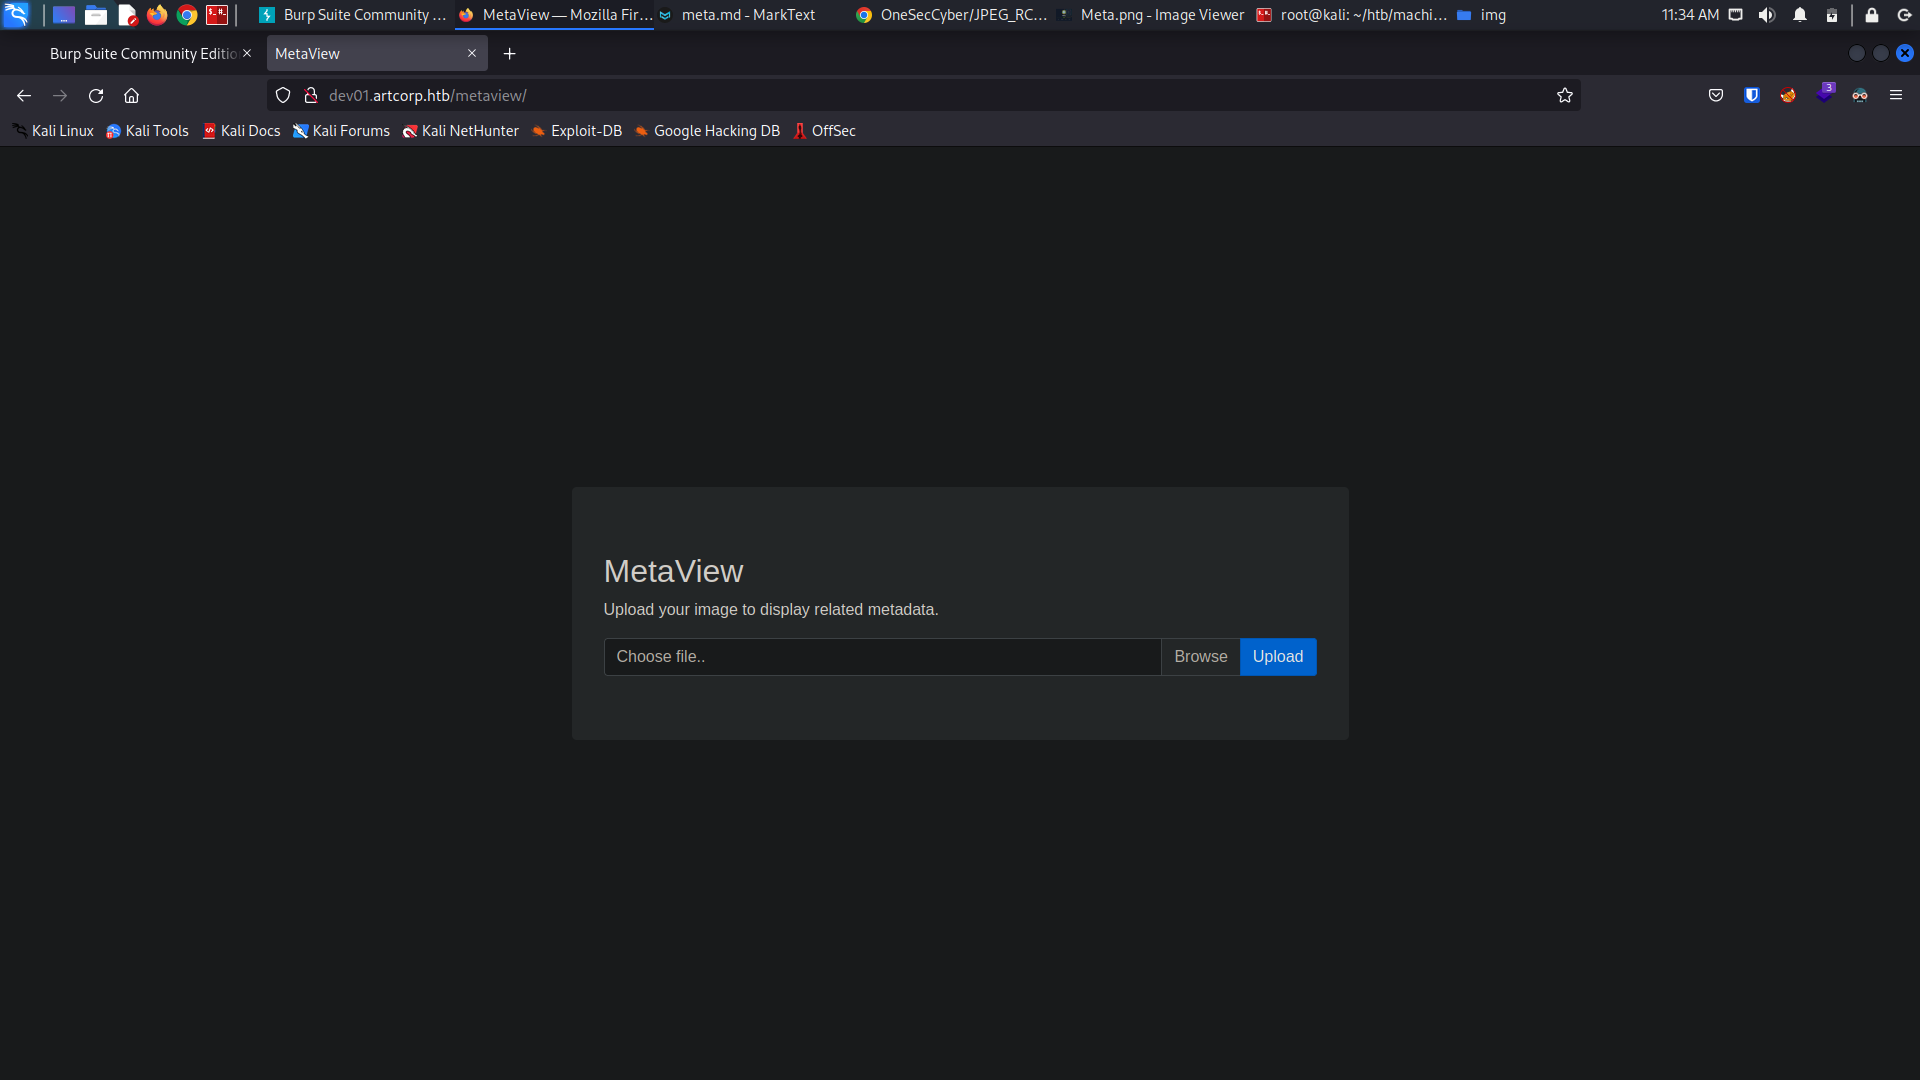 Burp Suite Community ... MetaView — Mozilla Fir... meta.md - MarkText OneSecCyber/JPEG_RC... Meta.png - Image Viewer root@kali: ~/htb/machi... img 11:34 AM
Burp Suite Community Editio MetaView
dev01.artcorp.htb/metaview/ 3
Kali Linux Kali Tools Kali Docs Kali Forums Kali NetHunter Exploit-DB Google Hacking DB OffSec
MetaView
Upload your image to display related metadata.
Choose file.. Browse Upload